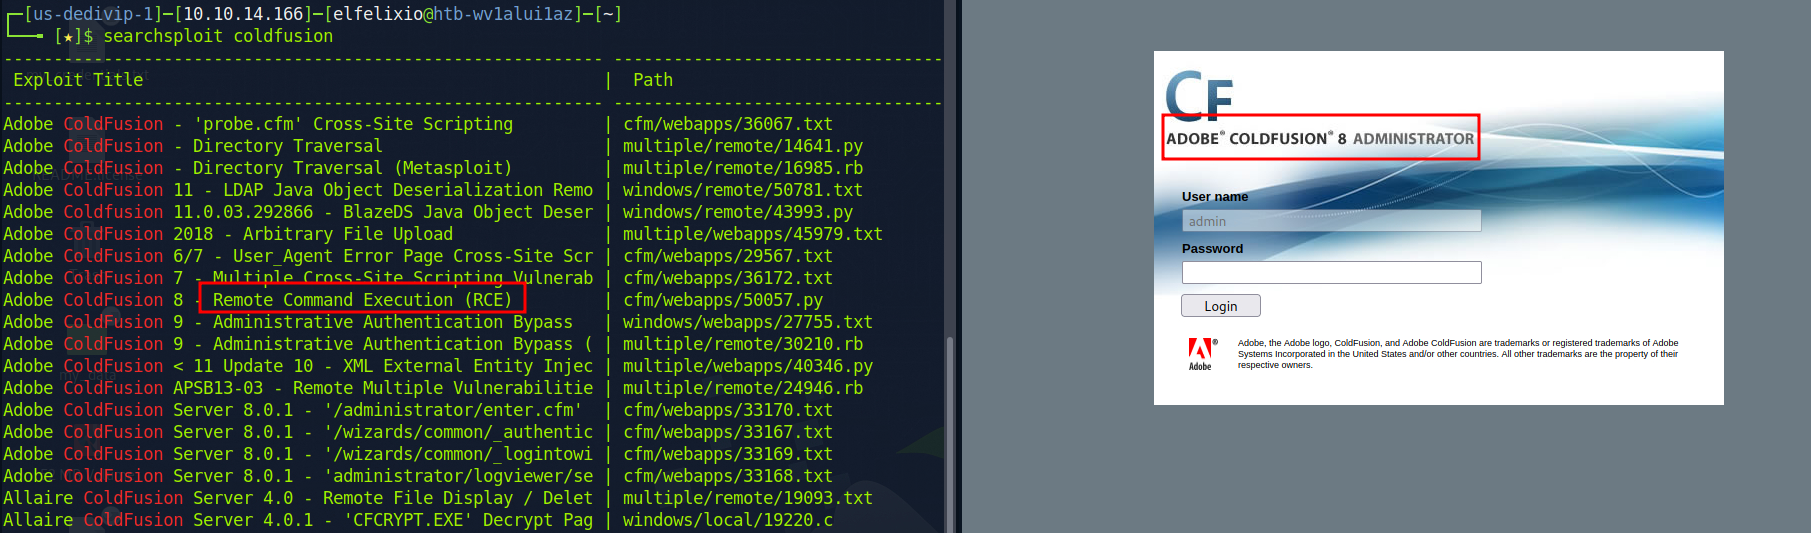 ┌─[us-dedivip-1]─[10.10.14.166]─[elfelixio@htb-wv1alui1az]─[~]
└──╼ [★]$ searchsploit coldfusion
Exploit Title | Path
Adobe ColdFusion - 'probe.cfm' Cross-Site Scripting | cfm/webapps/36067.txt
Adobe ColdFusion - Directory Traversal | multiple/remote/14641.py
Adobe ColdFusion - Directory Traversal (Metasploit) | multiple/remote/16985.rb
Adobe ColdFusion 11 - LDAP Java Object Deserialization Remo | windows/remote/50781.txt
Adobe ColdFusion 11.0.03.292866 - BlazeDS Java Object Deser | windows/remote/43993.py
Adobe ColdFusion 2018 - Arbitrary File Upload | multiple/webapps/45979.txt
Adobe ColdFusion 6/7 - User_Agent Error Page Cross-Site Scr | cfm/webapps/29567.txt
Adobe ColdFusion 7 - Multiple Cross-Site Scripting Vulnerab | cfm/webapps/36172.txt
Adobe ColdFusion 8 - Remote Command Execution (RCE) | cfm/webapps/50057.py
Adobe ColdFusion 9 - Administrative Authentication Bypass | windows/webapps/27755.txt
Adobe ColdFusion 9 - Administrative Authentication Bypass ( | multiple/remote/30210.rb
Adobe ColdFusion < 11 Update 10 - XML External Entity Injec | multiple/webapps/40346.py
Adobe ColdFusion APSB13-03 - Remote Multiple Vulnerabilitie | multiple/remote/24946.rb
Adobe ColdFusion Server 8.0.1 - '/administrator/enter.cfm' | cfm/webapps/33170.txt
Adobe ColdFusion Server 8.0.1 - '/wizards/common/_authentic | cfm/webapps/33167.txt
Adobe ColdFusion Server 8.0.1 - '/wizards/common/_logintowi | cfm/webapps/33169.txt
Adobe ColdFusion Server 8.0.1 - 'administrator/logviewer/se | cfm/webapps/33168.txt
Allaire ColdFusion Server 4.0 - Remote File Display / Delet | multiple/remote/19093.txt
Allaire ColdFusion Server 4.0.1 - 'CFCRYPT.EXE' Decrypt Pag | windows/local/19220.c
CF
ADOBE® COLDFUSION® 8 ADMINISTRATOR
User name
admin
Password
Login
Adobe
Adobe, the Adobe logo, ColdFusion, and Adobe ColdFusion are trademarks or registered trademarks of Adobe
Systems Incorporated in the United States and/or other countries. All other trademarks are the property of their
respective owners.